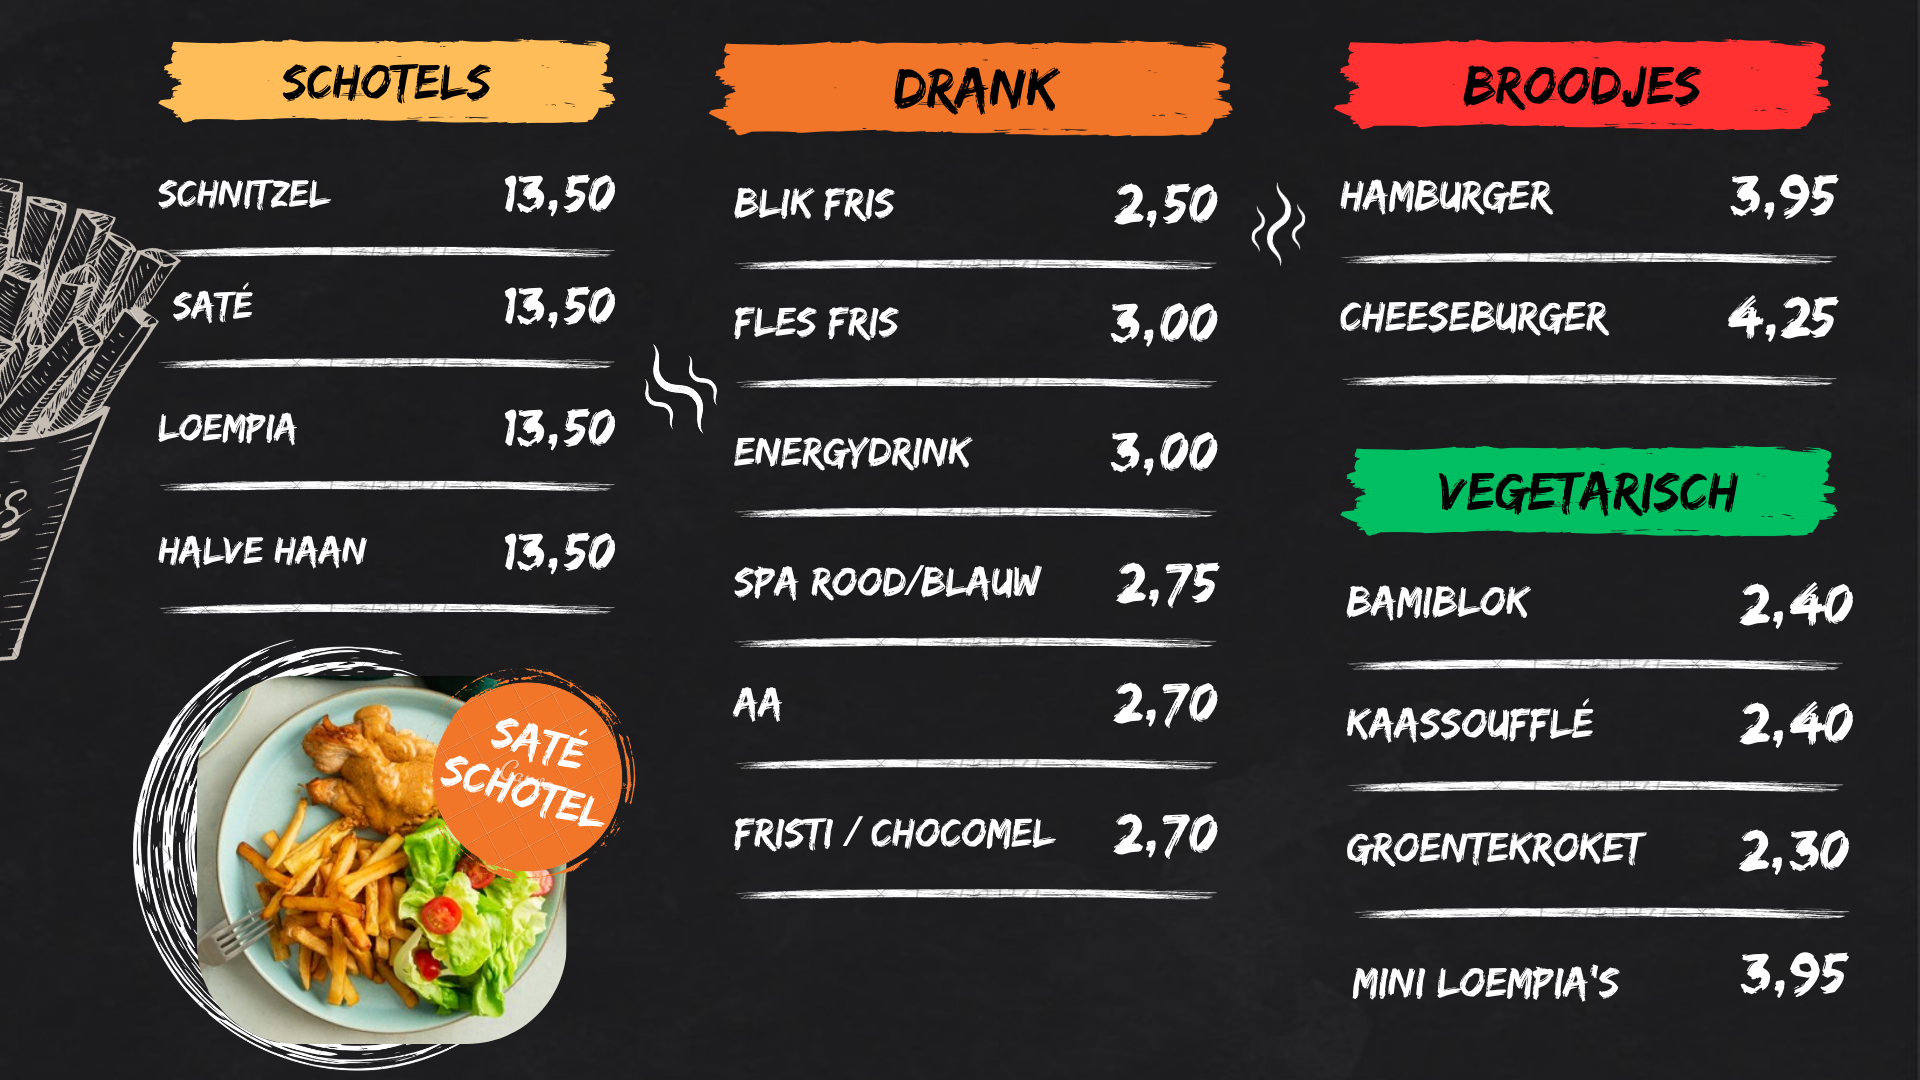 SCHOTELS
SCHNITZEL 13,50
SATÉ 13,50
LOEMPIA 13,50
HALVE HAAN 13,50
SATÉ
SCHOTEL
DRANK
BLIK FRIS 2,50
FLES FRIS 3,00
ENERGYDRINK 3,00
SPA ROOD/BLAUW 2,75
AA 2,70
FRISTI / CHOCOMEL 2,70
BROODJES
HAMBURGER 3,95
CHEESEBURGER 4,25
VEGETARISCH
BAMIBLOK 2,40
KAASSOUFFLÉ 2,40
GROENTEKROKET 2,30
MINI LOEMPIA'S 3,95